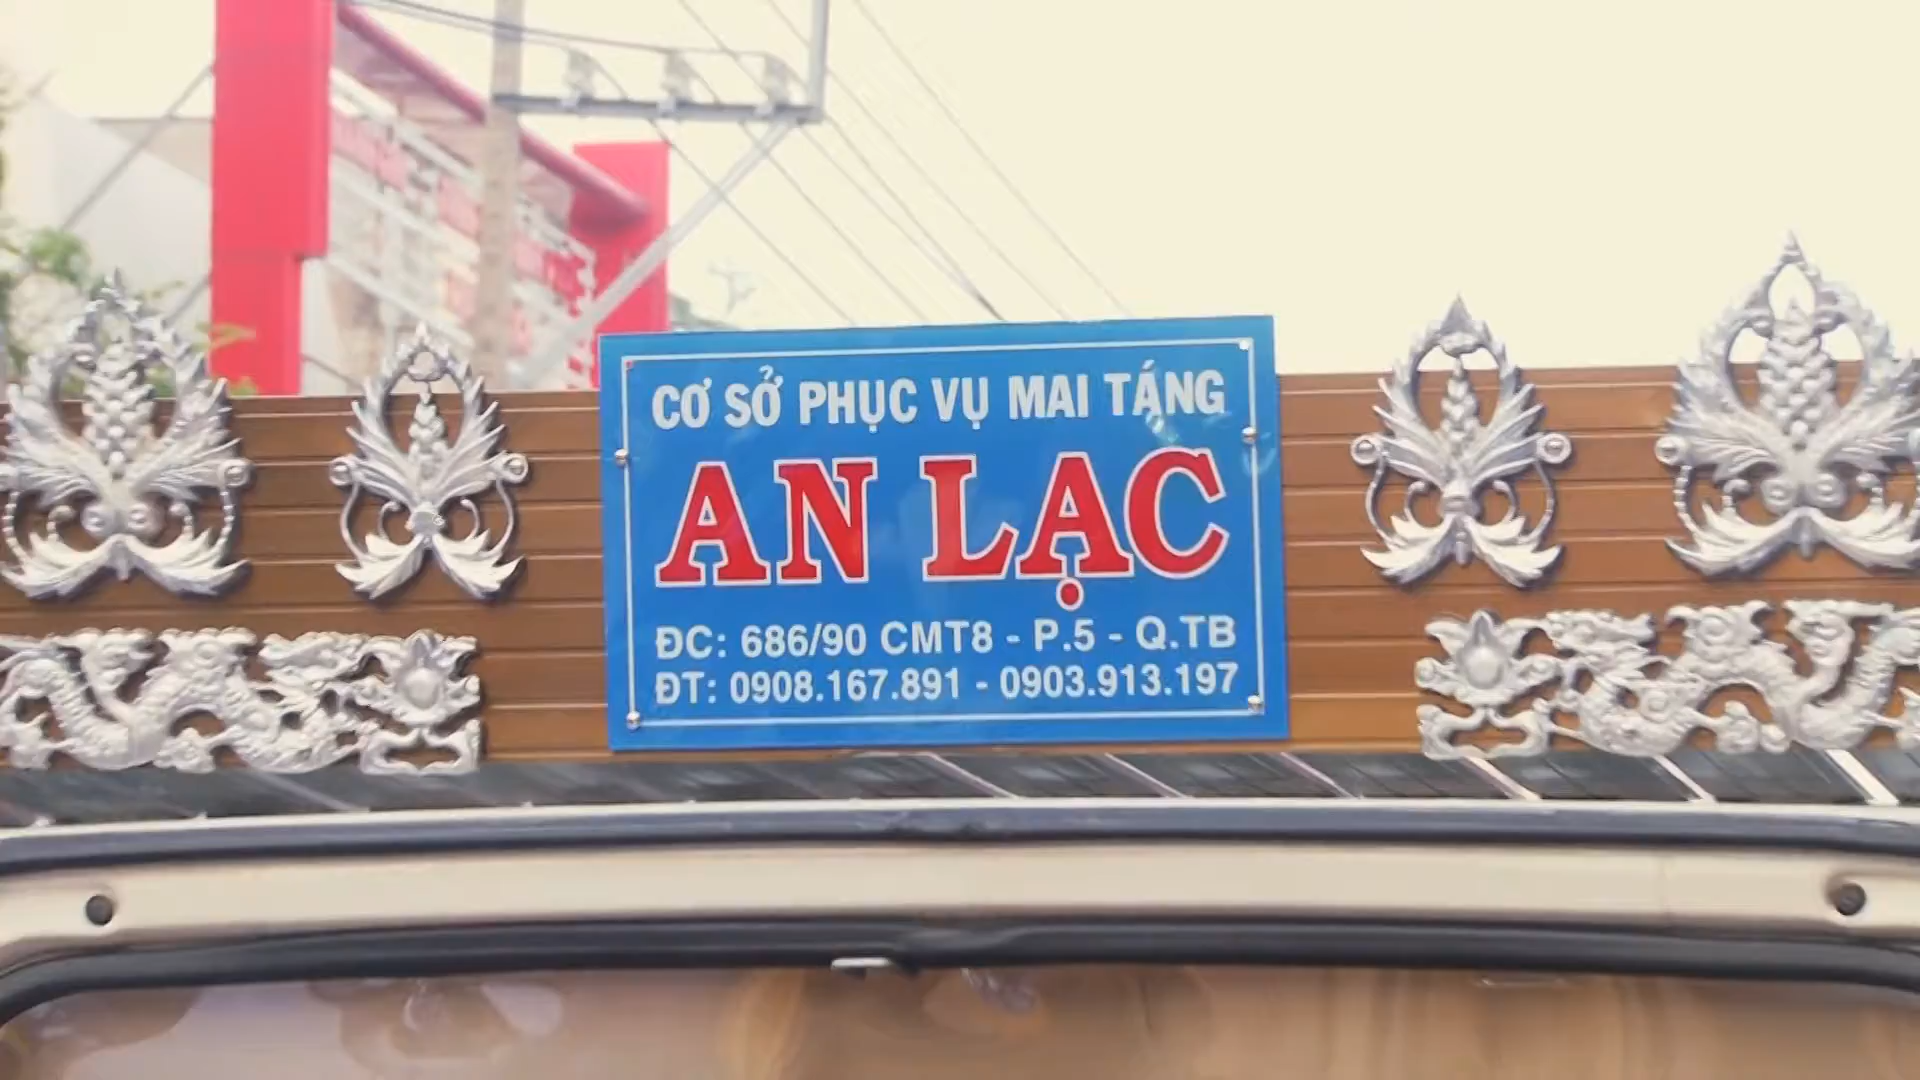 CƠ SỞ PHỤC VỤ MAI TÁNG
AN LẠC
ĐC: 686/90 CMT8 - P.5 - Q.TB
ĐT: 0908.167.891 - 0903.913.197